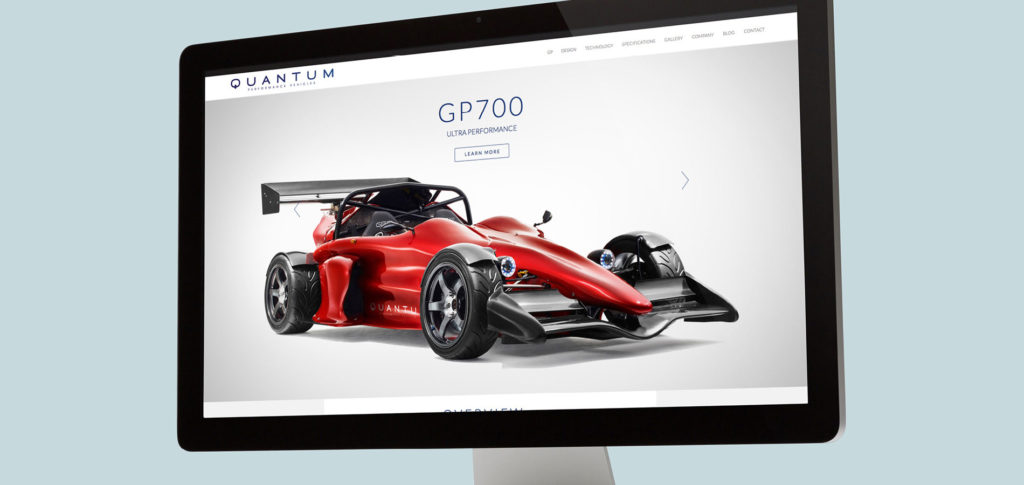 QUANTUM
PERFORMANCE VEHICLES
GP DESIGN TECHNOLOGY SPECIFICATIONS GALLERY COMPANY BLOG CONTACT
GP700
ULTRA PERFORMANCE
LEARN MORE
QUANTUM
OVERVIEW